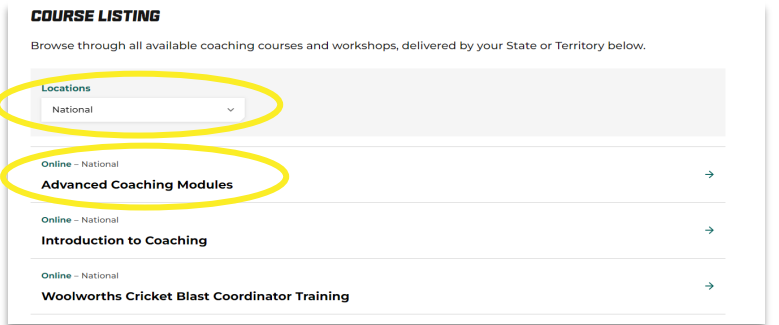 COURSE LISTING
Browse through all available coaching courses and workshops, delivered by your State or Territory below.
Locations
National
Online – National
Advanced Coaching Modules
Online – National
Introduction to Coaching
Online – National
Woolworths Cricket Blast Coordinator Training